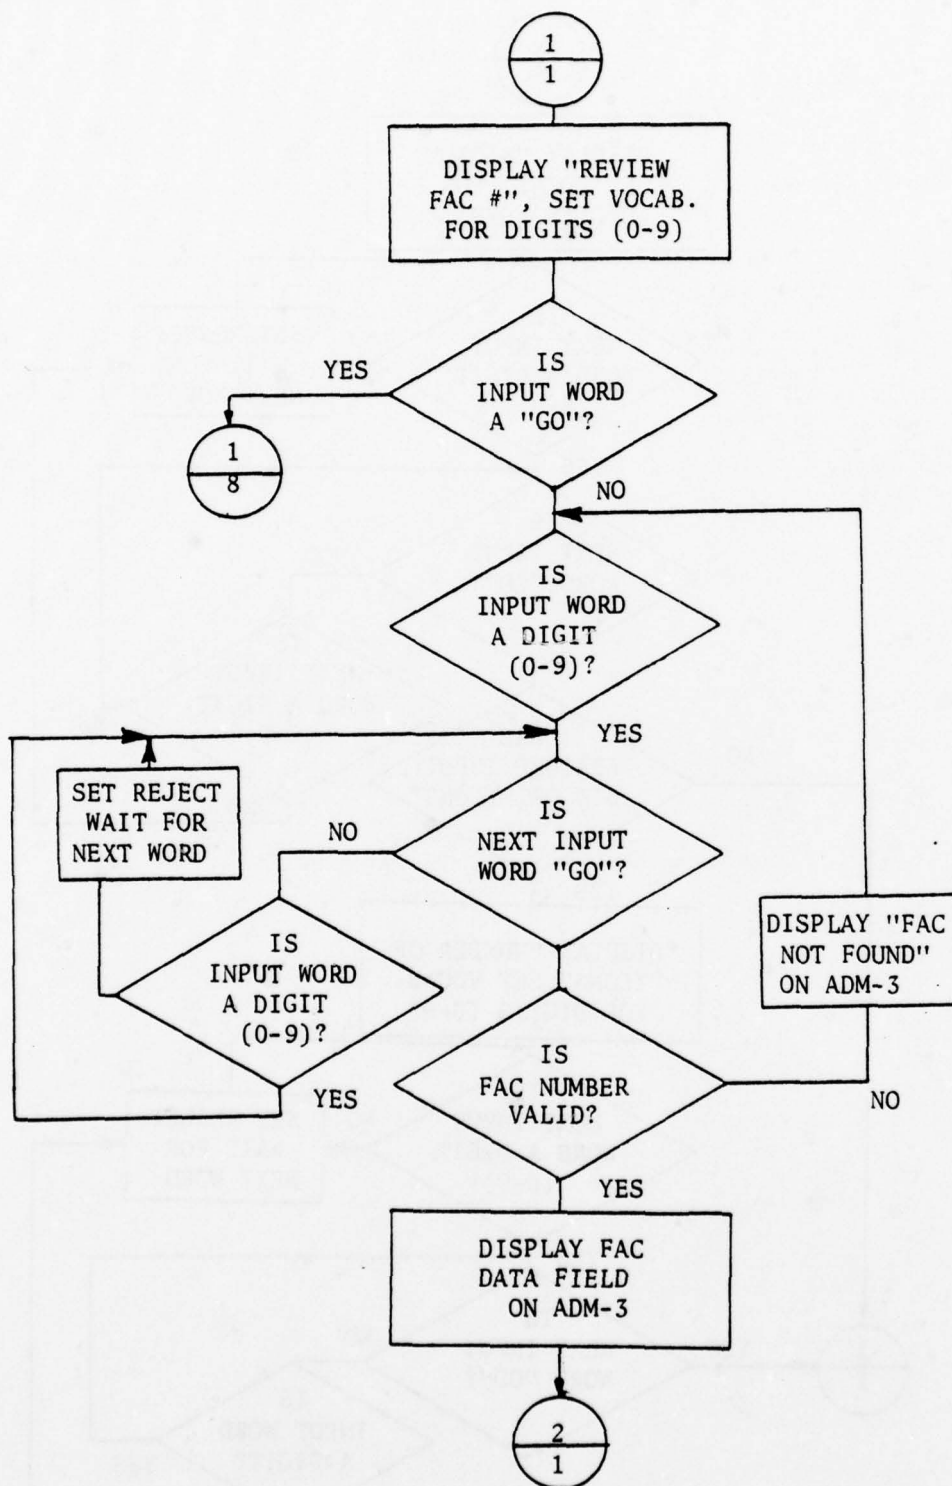 1
1
DISPLAY "REVIEW
FAC #", SET VOCAB.
FOR DIGITS (0-9)
YES
IS
INPUT WORD
A "GO"?
1
8
NO
IS
INPUT WORD
A DIGIT
(0-9)?
YES
SET REJECT
WAIT FOR
NEXT WORD
NO
IS
NEXT INPUT
WORD "GO"?
DISPLAY "FAC
NOT FOUND"
ON ADM-3
IS
INPUT WORD
A DIGIT
(0-9)?
YES
IS
FAC NUMBER
VALID?
NO
YES
DISPLAY FAC
DATA FIELD
ON ADM-3
2
1